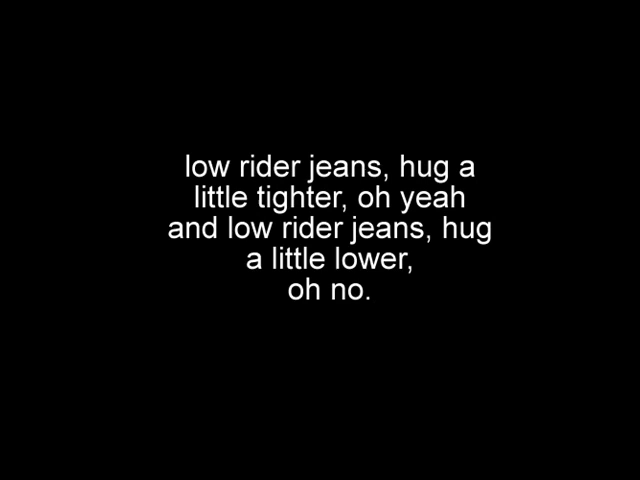 low rider jeans, hug a
little tighter, oh yeah
and low rider jeans, hug
a little lower,
oh no.